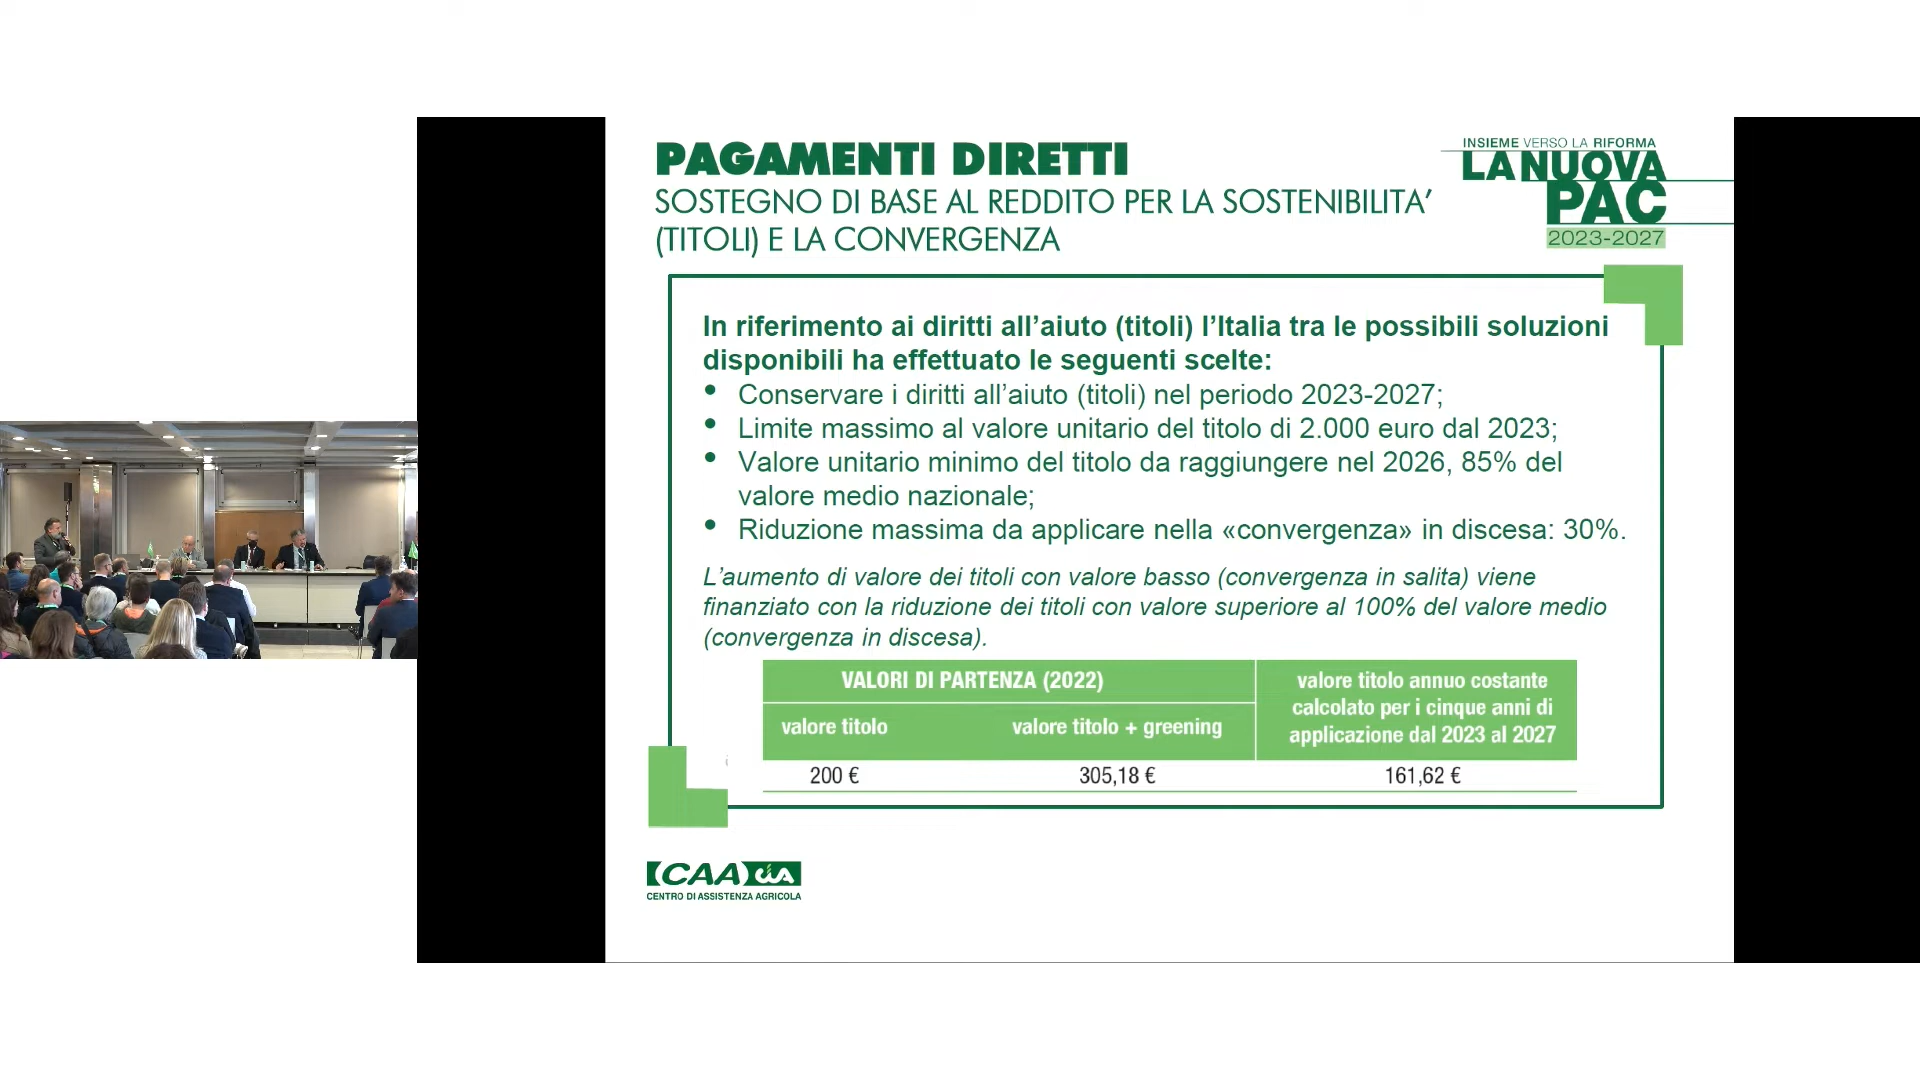 PAGAMENTI DIRETTI
SOSTEGNO DI BASE AL REDDITO PER LA SOSTENIBILITA’
(TITOLI) E LA CONVERGENZA
INSIEME VERSO LA RIFORMA
LA NUOVA
PAC
2023-2027
In riferimento ai diritti all’aiuto (titoli) l’Italia tra le possibili soluzioni
disponibili ha effettuato le seguenti scelte:
• Conservare i diritti all’aiuto (titoli) nel periodo 2023-2027;
• Limite massimo al valore unitario del titolo di 2.000 euro dal 2023;
• Valore unitario minimo del titolo da raggiungere nel 2026, 85% del
valore medio nazionale;
• Riduzione massima da applicare nella «convergenza» in discesa: 30%.
L’aumento di valore dei titoli con valore basso (convergenza in salita) viene
finanziato con la riduzione dei titoli con valore superiore al 100% del valore medio
(convergenza in discesa).
VALORI DI PARTENZA (2022)
valore titolo
valore titolo + greening
valore titolo annuo costante
calcolato per i cinque anni di
applicazione dal 2023 al 2027
200 €
305,18 €
161,62 €
CAA cia
CENTRO DI ASSISTENZA AGRICOLA